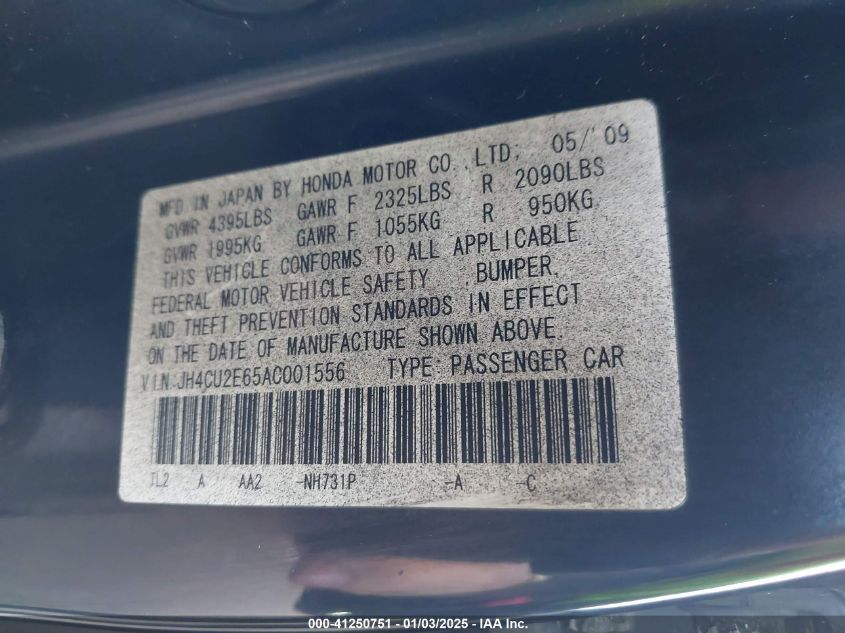 MFD IN JAPAN BY HONDA MOTOR CO.,LTD. 05/'09
GVWR 4395LBS GAWR F 2325LBS R 2090LBS
GVWR 1995KG GAWR F 1055KG R 950KG
THIS VEHICLE CONFORMS TO ALL APPLICABLE
FEDERAL MOTOR VEHICLE SAFETY ,BUMPER,
AND THEFT PREVENTION STANDARDS IN EFFECT
ON THE DATE OF MANUFACTURE SHOWN ABOVE.
VIN:JH4CU2E65AC001556 TYPE:PASSENGER CAR
TL2 A AA2 -NH731P -A -C
000-41250751 - 01/03/2025 - IAA Inc.